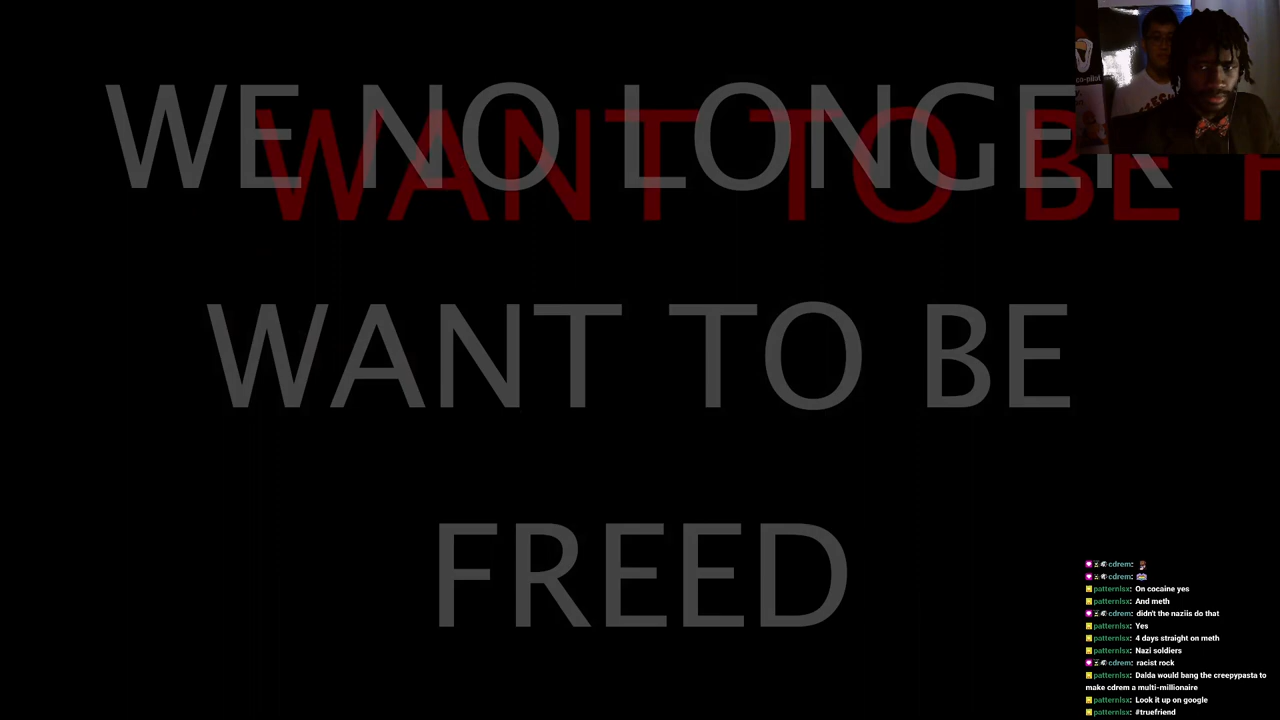 WE NO LONGER
WANT TO BE
WANT TO BE
FREED
cdrem:
cdrem:
patternlsx: On cocaine yes
patternlsx: And meth
cdrem: didn't the naziis do that
patternlsx: Yes
patternlsx: 4 days straight on meth
patternlsx: Nazi soldiers
cdrem: racist rock
patternlsx: Dalda would bang the creepypasta to
make cdrem a multi-millionaire
patternlsx: Look it up on google
patternlsx: #truefriend